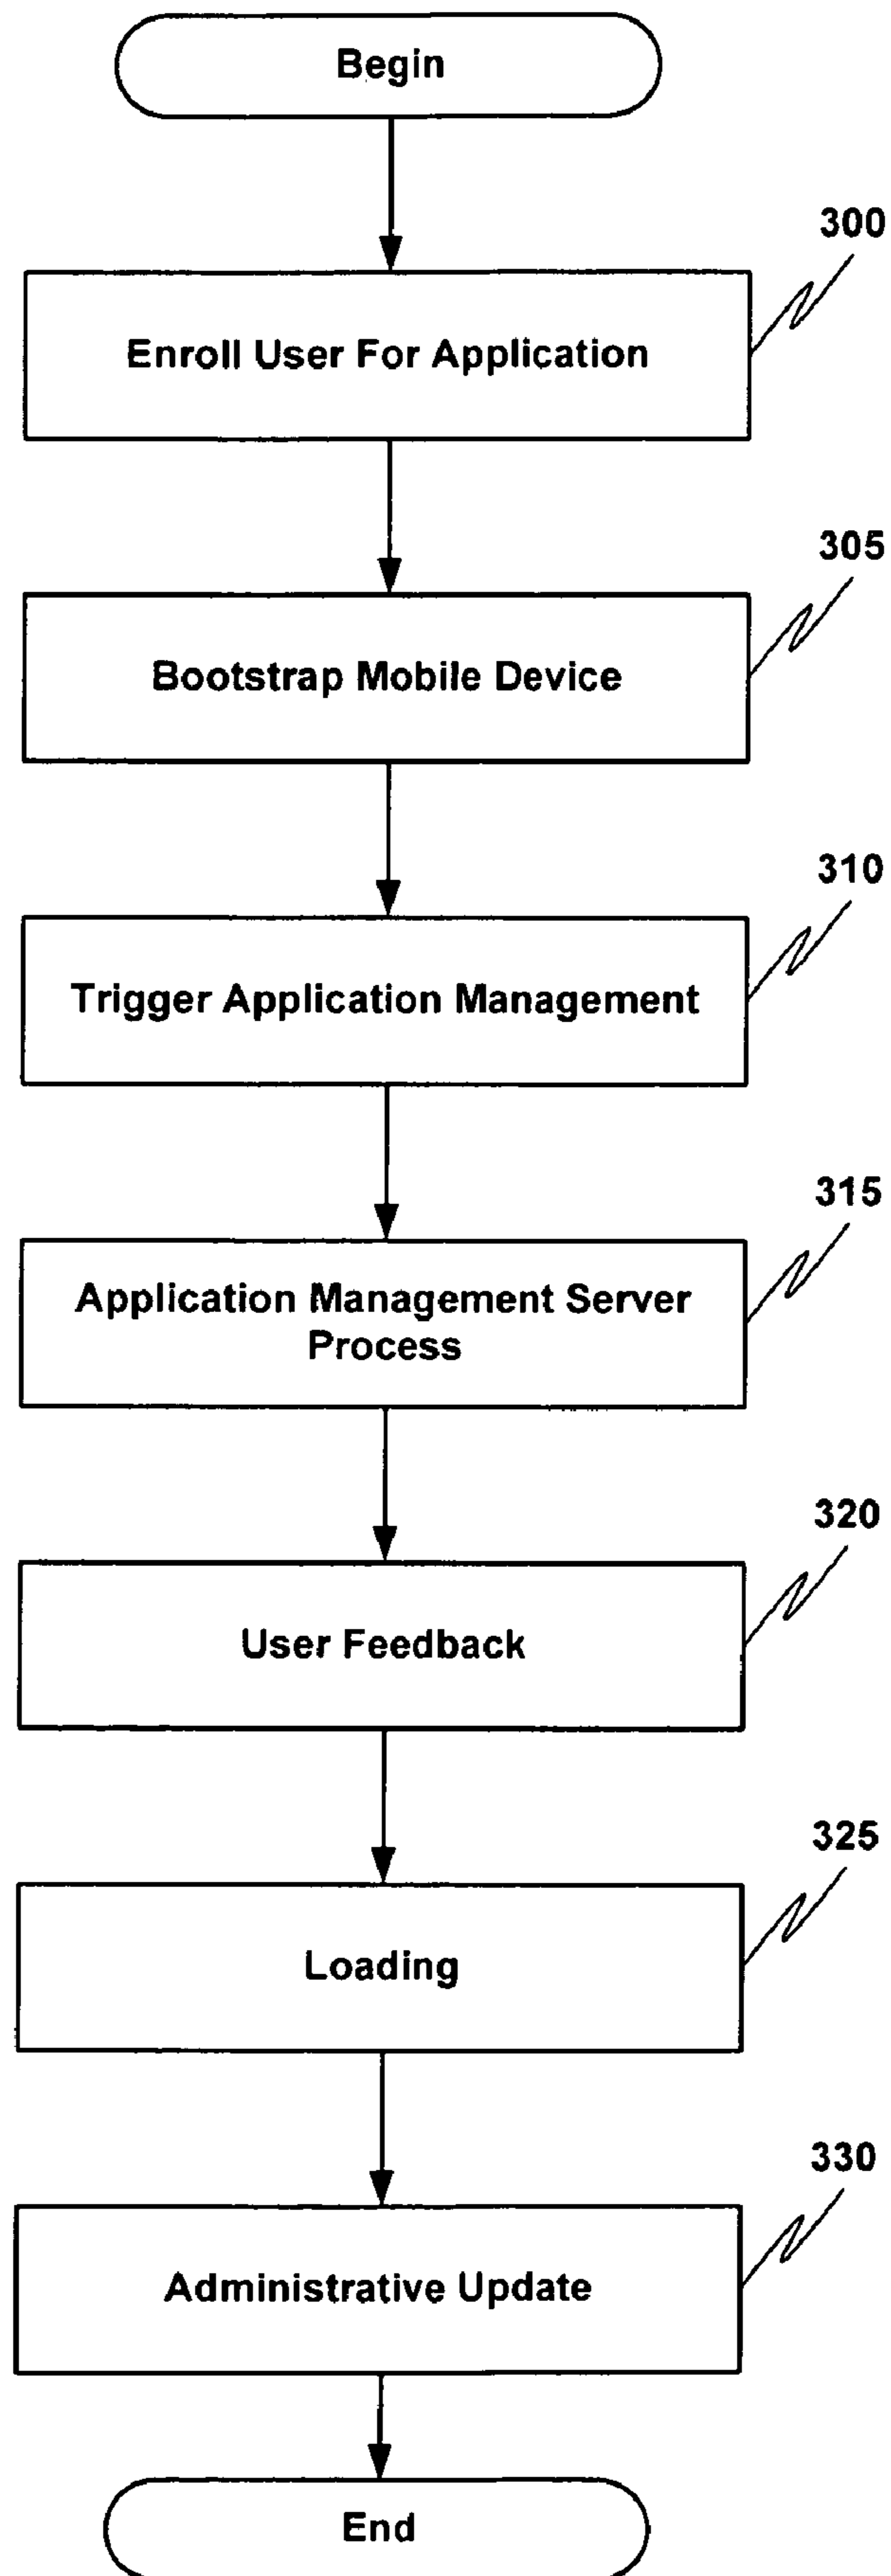 Begin
300
Enroll User For Application
305
Bootstrap Mobile Device
310
Trigger Application Management
315
Application Management Server
Process
320
User Feedback
325
Loading
330
Administrative Update
End